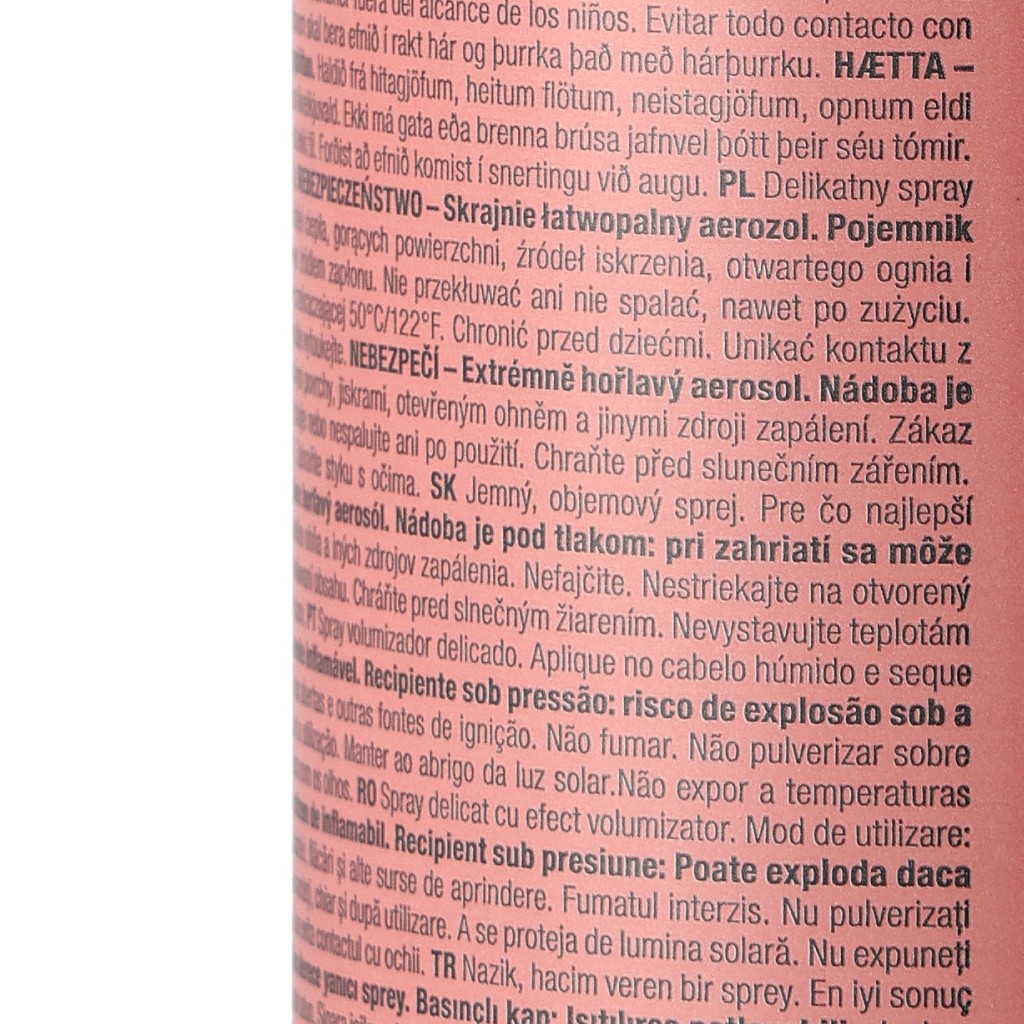 fuera del alcance de los niños. Evitar todo contacto con
bera efnið í rakt hár og þurrka það með hárþurrku. HÆTTA –
Haldið frá hitagjöfum, heitum flötum, neistagjöfum, opnum eldi
Ekki má gata eða brenna brúsa jafnvel þótt þeir séu tómir.
Forðist að efnið komist í snertingu við augu. PL Delikatny spray
NIEBEZPIECZEŃSTWO – Skrajnie łatwopalny aerozol. Pojemnik
ciepła, gorących powierzchni, źródeł iskrzenia, otwartego ognia i
źródłem zapłonu. Nie przekłuwać ani nie spalać, nawet po zużyciu.
przekraczającej 50°C/122°F. Chronić przed dziećmi. Unikać kontaktu z
NEBEZPEČÍ – Extrémně hořlavý aerosol. Nádoba je
jiskrami, otevřeným ohněm a jinymi zdroji zapálení. Zákaz
nebo nespalujte ani po použití. Chraňte před slunečním zářením.
styku s očima. SK Jemný, objemový sprej. Pre čo najlepší
horľavý aerosól. Nádoba je pod tlakom: pri zahriatí sa môže
a iných zdrojov zapálenia. Nefajčite. Nestriekajte na otvorený
obsahu. Chráňte pred slnečným žiarením. Nevystavujte teplotám
PT Spray volumizador delicado. Aplique no cabelo húmido e seque
inflamável. Recipiente sob pressão: risco de explosão sob a
abertas e outras fontes de ignição. Não fumar. Não pulverizar sobre
utilização. Manter ao abrigo da luz solar.Não expor a temperaturas
os olhos. RO Spray delicat cu efect volumizator. Mod de utilizare:
de inflamabil. Recipient sub presiune: Poate exploda daca
flăcări și alte surse de aprindere. Fumatul interzis. Nu pulverizați
chiar și după utilizare. A se proteja de lumina solară. Nu expuneți
contactul cu ochii. TR Nazik, hacim veren bir sprey. En iyi sonuç
yanıcı sprey. Basınçlı kap: Isıtılırsa